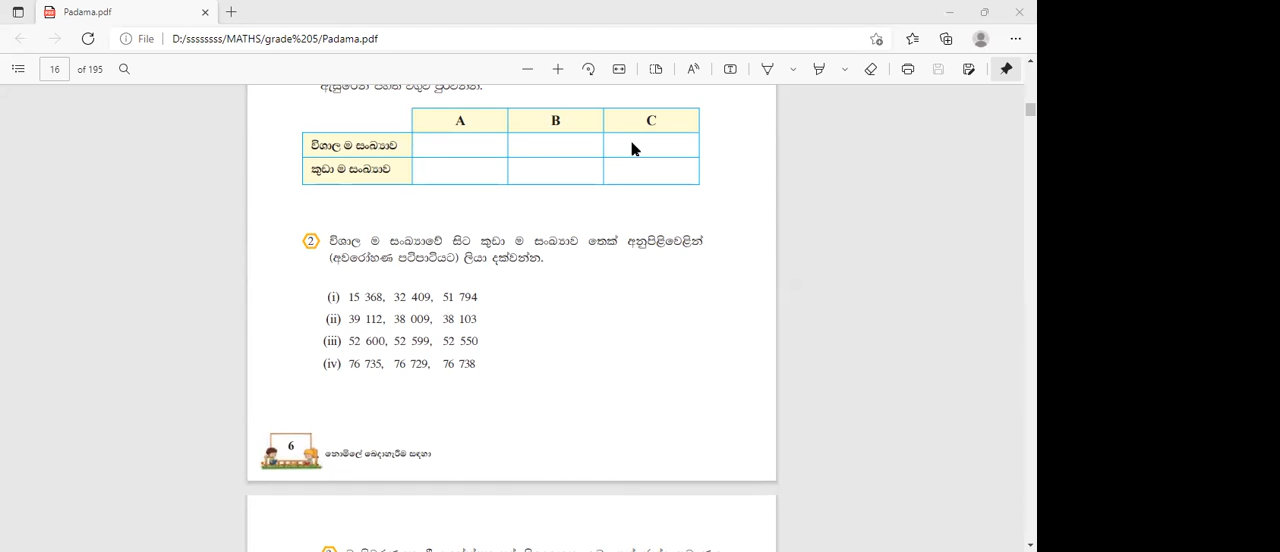 Padama.pdf
File D:/ssssssss/MATHS/grade%205/Padama.pdf
16 of 195
A B C
විශාල ම සංඛ්‍යාව
කුඩා ම සංඛ්‍යාව
2 විශාල ම සංඛ්‍යාවේ සිට කුඩා ම සංඛ්‍යාව තෙක් අනුපිළිවෙළින්
(අවරෝහණ පටිපාටියට) ලියා දක්වන්න.
(i) 15 368, 32 409, 51 794
(ii) 39 112, 38 009, 38 103
(iii) 52 600, 52 599, 52 550
(iv) 76 735, 76 729, 76 738
6
නොමිලේ බෙදාහැරීම සඳහා